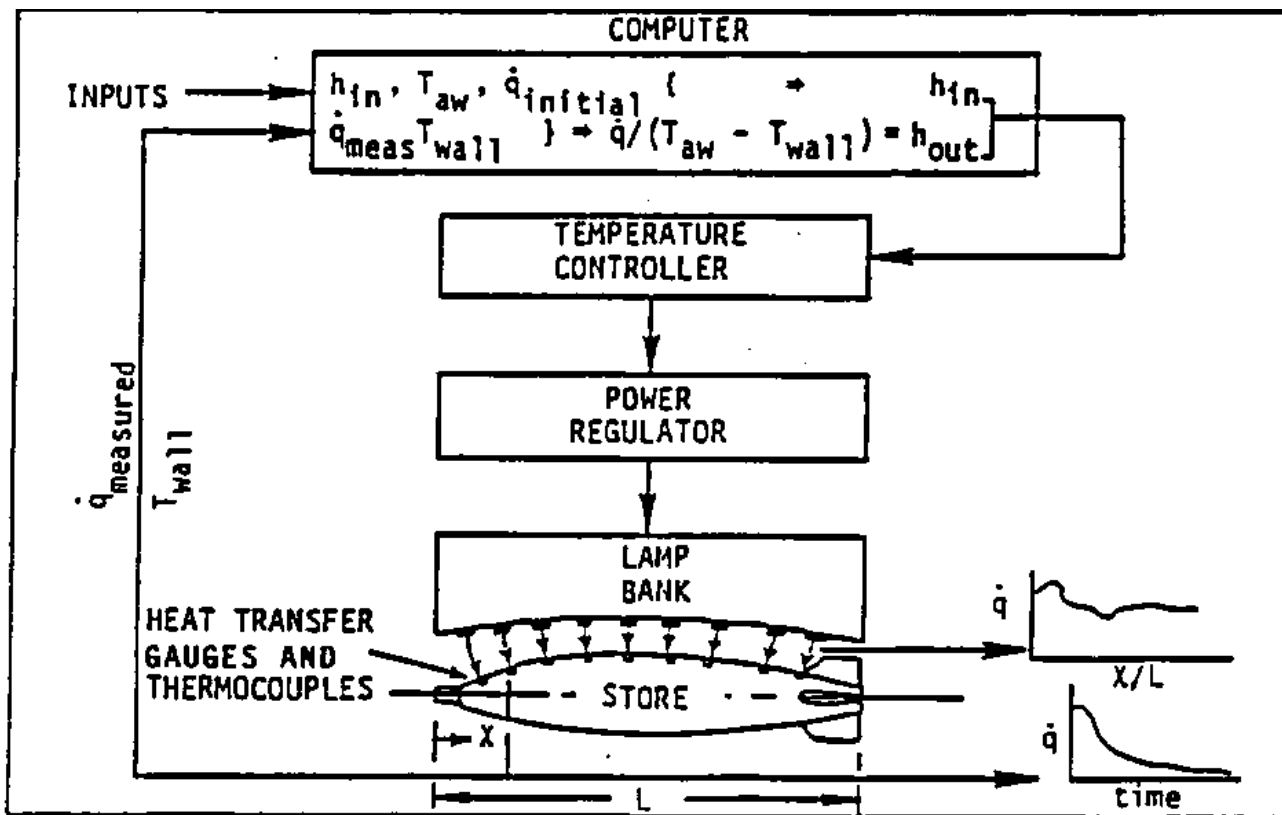 COMPUTER
INPUTS
h_in, T_aw, q̇_initial { ⇒ h_in
q̇_meas T_wall } ⇒ q̇/(T_aw - T_wall) = h_out
TEMPERATURE
CONTROLLER
POWER
REGULATOR
q̇_measured
T_wall
LAMP
BANK
HEAT TRANSFER
GAUGES AND
THERMOCOUPLES
STORE
X
L
q̇
X/L
q̇
time